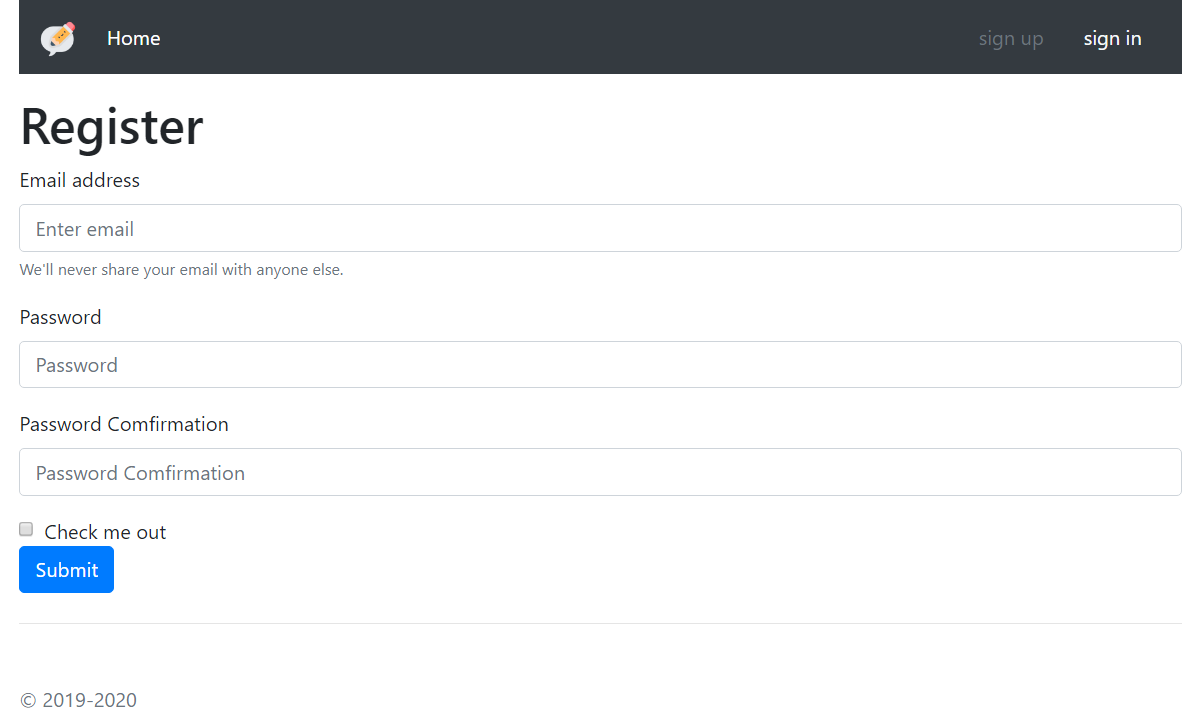 Home sign up sign in
Register
Email address
Enter email
We'll never share your email with anyone else.
Password
Password
Password Comfirmation
Password Comfirmation
Check me out
Submit
© 2019-2020